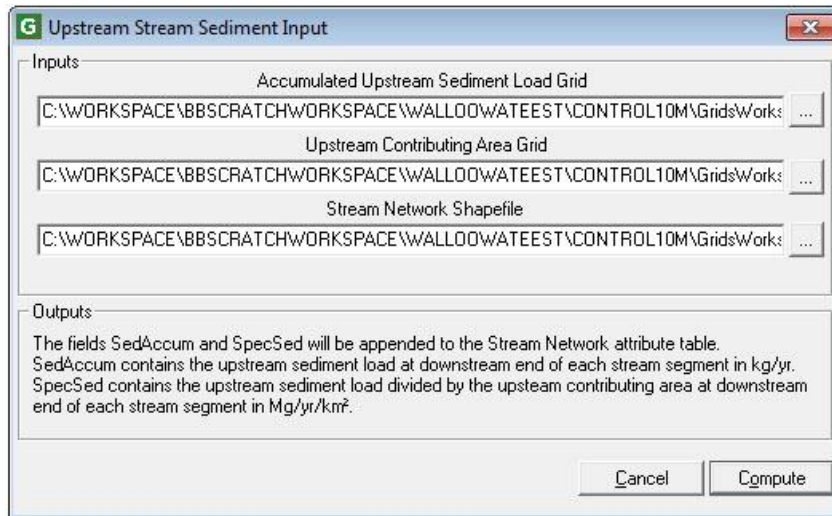 G Upstream Stream Sediment Input
Inputs
Accumulated Upstream Sediment Load Grid
C:\WORKSPACE\BBSCRATCHWORKSPACE\WALLOOWATEEST\CONTROL10M\GridsWorks
...
Upstream Contributing Area Grid
C:\WORKSPACE\BBSCRATCHWORKSPACE\WALLOOWATEEST\CONTROL10M\GridsWorks
...
Stream Network Shapefile
C:\WORKSPACE\BBSCRATCHWORKSPACE\WALLOOWATEEST\CONTROL10M\GridsWorks
...
Outputs
The fields SedAccum and SpecSed will be appended to the Stream Network attribute table.
SedAccum contains the upstream sediment load at downstream end of each stream segment in kg/yr.
SpecSed contains the upstream sediment load divided by the upsteam contributing area at downstream
end of each stream segment in Mg/yr/km².
Cancel
Compute